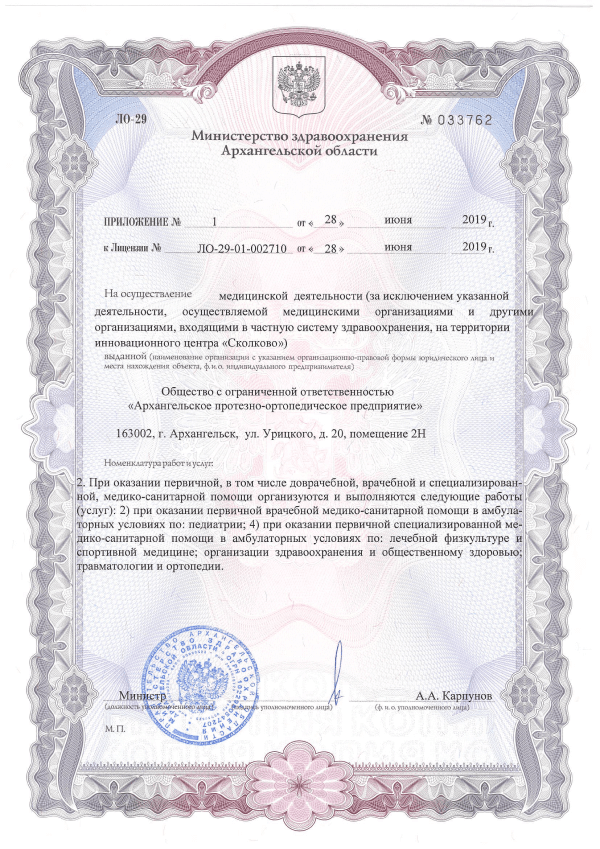 ЛО-29
№ 033762
Министерство здравоохранения
Архангельской области
ПРИЛОЖЕНИЕ № 1 от « 28 » июня 2019 г.
к Лицензии № ЛО-29-01-002710 от « 28 » июня 2019 г.
На осуществление медицинской деятельности (за исключением указанной
деятельности, осуществляемой медицинскими организациями и другими
организациями, входящими в частную систему здравоохранения, на территории
инновационного центра «Сколково»)
выданной (наименование организации с указанием организационно-правовой формы юридического лица и
места нахождения объекта, ф.и.о. индивидуального предпринимателя)
Общество с ограниченной ответственностью
«Архангельское протезно-ортопедическое предприятие»
163002, г. Архангельск, ул. Урицкого, д. 20, помещение 2Н
Номенклатура работ и услуг:
2. При оказании первичной, в том числе доврачебной, врачебной и специализирован-
ной, медико-санитарной помощи организуются и выполняются следующие работы
(услуг): 2) при оказании первичной врачебной медико-санитарной помощи в амбула-
торных условиях по: педиатрии; 4) при оказании первичной специализированной ме-
дико-санитарной помощи в амбулаторных условиях по: лечебной физкультуре и
спортивной медицине; организации здравоохранения и общественному здоровью;
травматологии и ортопедии.
Министр
А.А. Карпунов
(должность уполномоченного лица)
(подпись уполномоченного лица)
(ф. и. о. уполномоченного лица)
М. П.